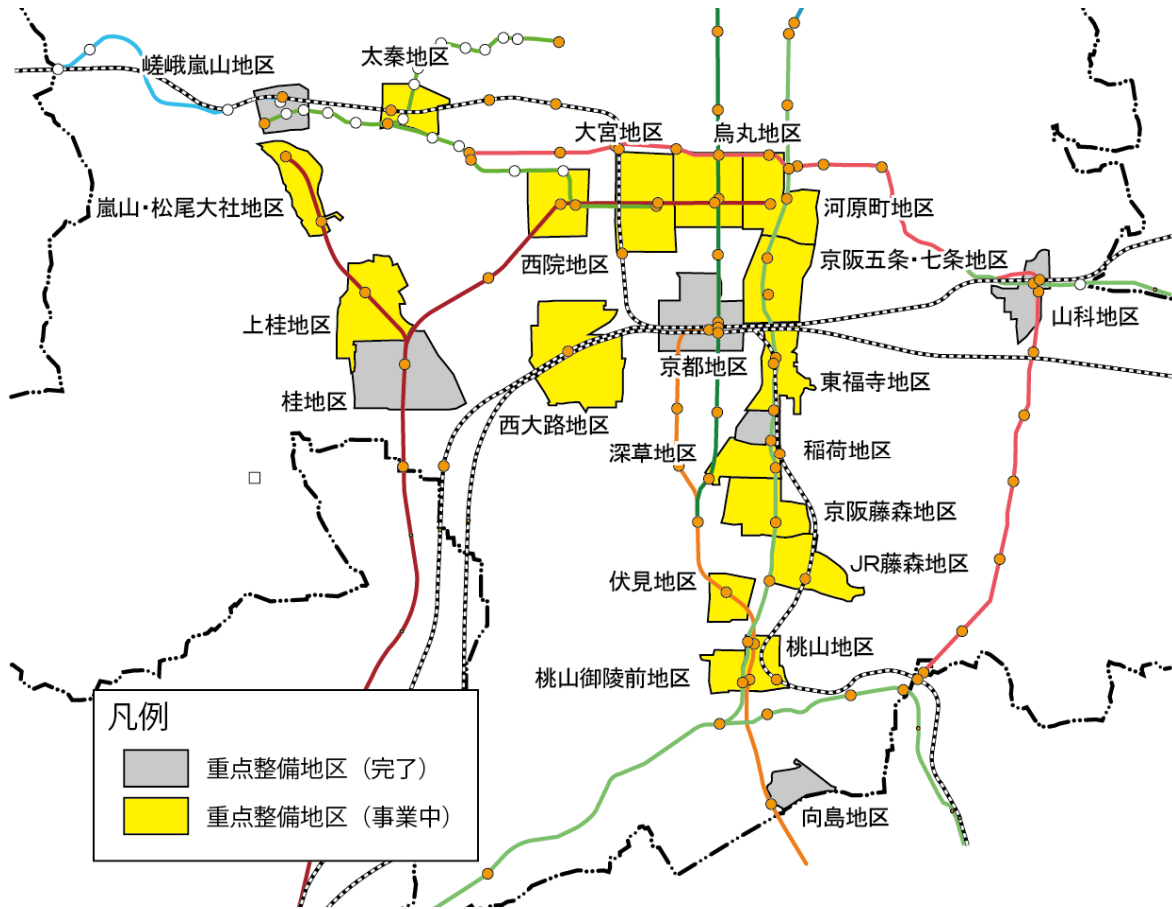 嵯峨嵐山地区
太秦地区
大宮地区
烏丸地区
嵐山・松尾大社地区
河原町地区
京阪五条・七条地区
西院地区
上桂地区
山科地区
京都地区
東福寺地区
桂地区
西大路地区
深草地区
稲荷地区
京阪藤森地区
JR藤森地区
伏見地区
桃山地区
桃山御陵前地区
凡例
重点整備地区（完了）
重点整備地区（事業中）
向島地区